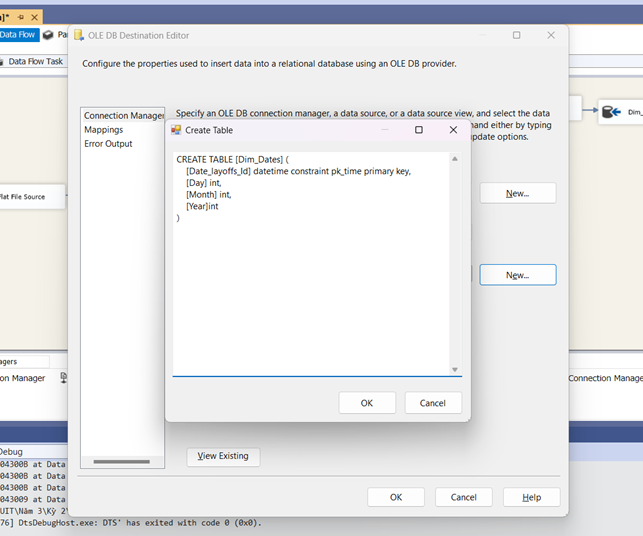 ]*
OLE DB Destination Editor
Data Flow
Pa
Configure the properties used to insert data into a relational database using an OLE DB provider.
Data Flow Task
Connection Manager
Mappings
Error Output
Specify an OLE DB connection manager, a data source, or a data source view, and select the data
mand either by typing
update options.
Create Table
CREATE TABLE [Dim_Dates] (
[Date_layoffs_Id] datetime constraint pk_time primary key,
[Day] int,
[Month] int,
[Year]int
)
New...
New...
OK
Cancel
View Existing
OK
Cancel
Help
Dim_
Flat File Source
agers
on Manager
Connection Manage
Debug
04300B at Data
04300B at Data
04300B at Data
043009 at Data
UIT\Năm 3\Kỳ 2\
76] DtsDebugHost.exe: DTS' has exited with code 0 (0x0).